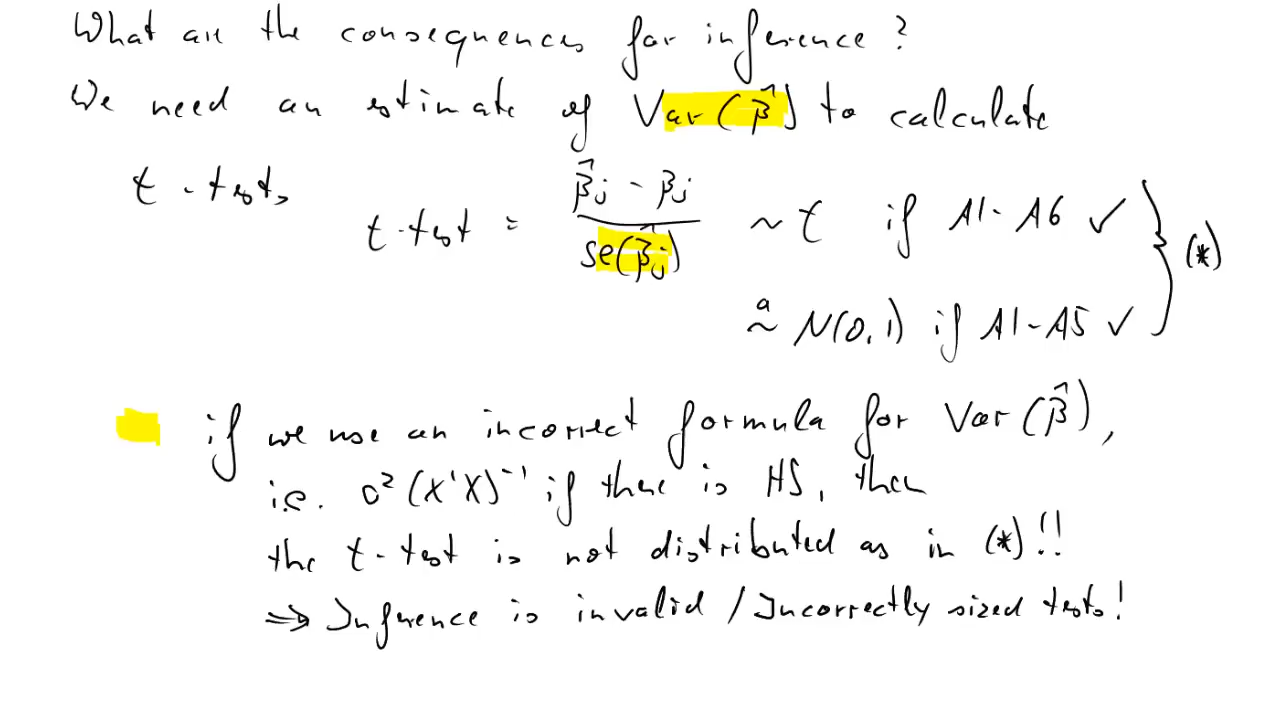 What are the consequences for inference?
We need an estimate of Var(β̂) to calculate
t-tests
t-test = (β̂j - βj) / se(β̂j) ~ t if A1-A6 ✓
a~ N(0,1) if A1-A5 ✓ } (*)
if we use an incorrect formula for Var(β̂),
i.e. σ²(X'X)⁻¹ if there is HS, then
the t-test is not distributed as in (*)!!
⇒ Inference is invalid / Incorrectly sized tests!